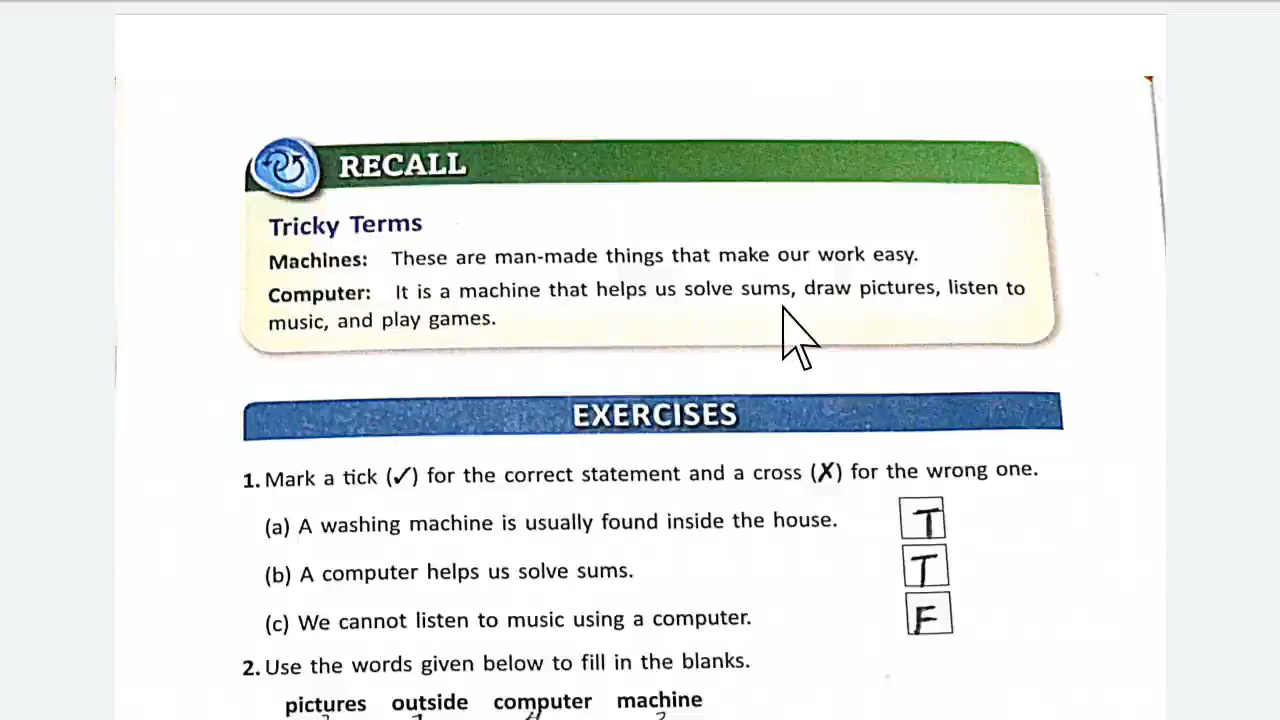 RECALL
Tricky Terms
Machines: These are man-made things that make our work easy.
Computer: It is a machine that helps us solve sums, draw pictures, listen to
music, and play games.
EXERCISES
1. Mark a tick (✓) for the correct statement and a cross (✗) for the wrong one.
(a) A washing machine is usually found inside the house. T
(b) A computer helps us solve sums. T
(c) We cannot listen to music using a computer. F
2. Use the words given below to fill in the blanks.
pictures outside computer machine